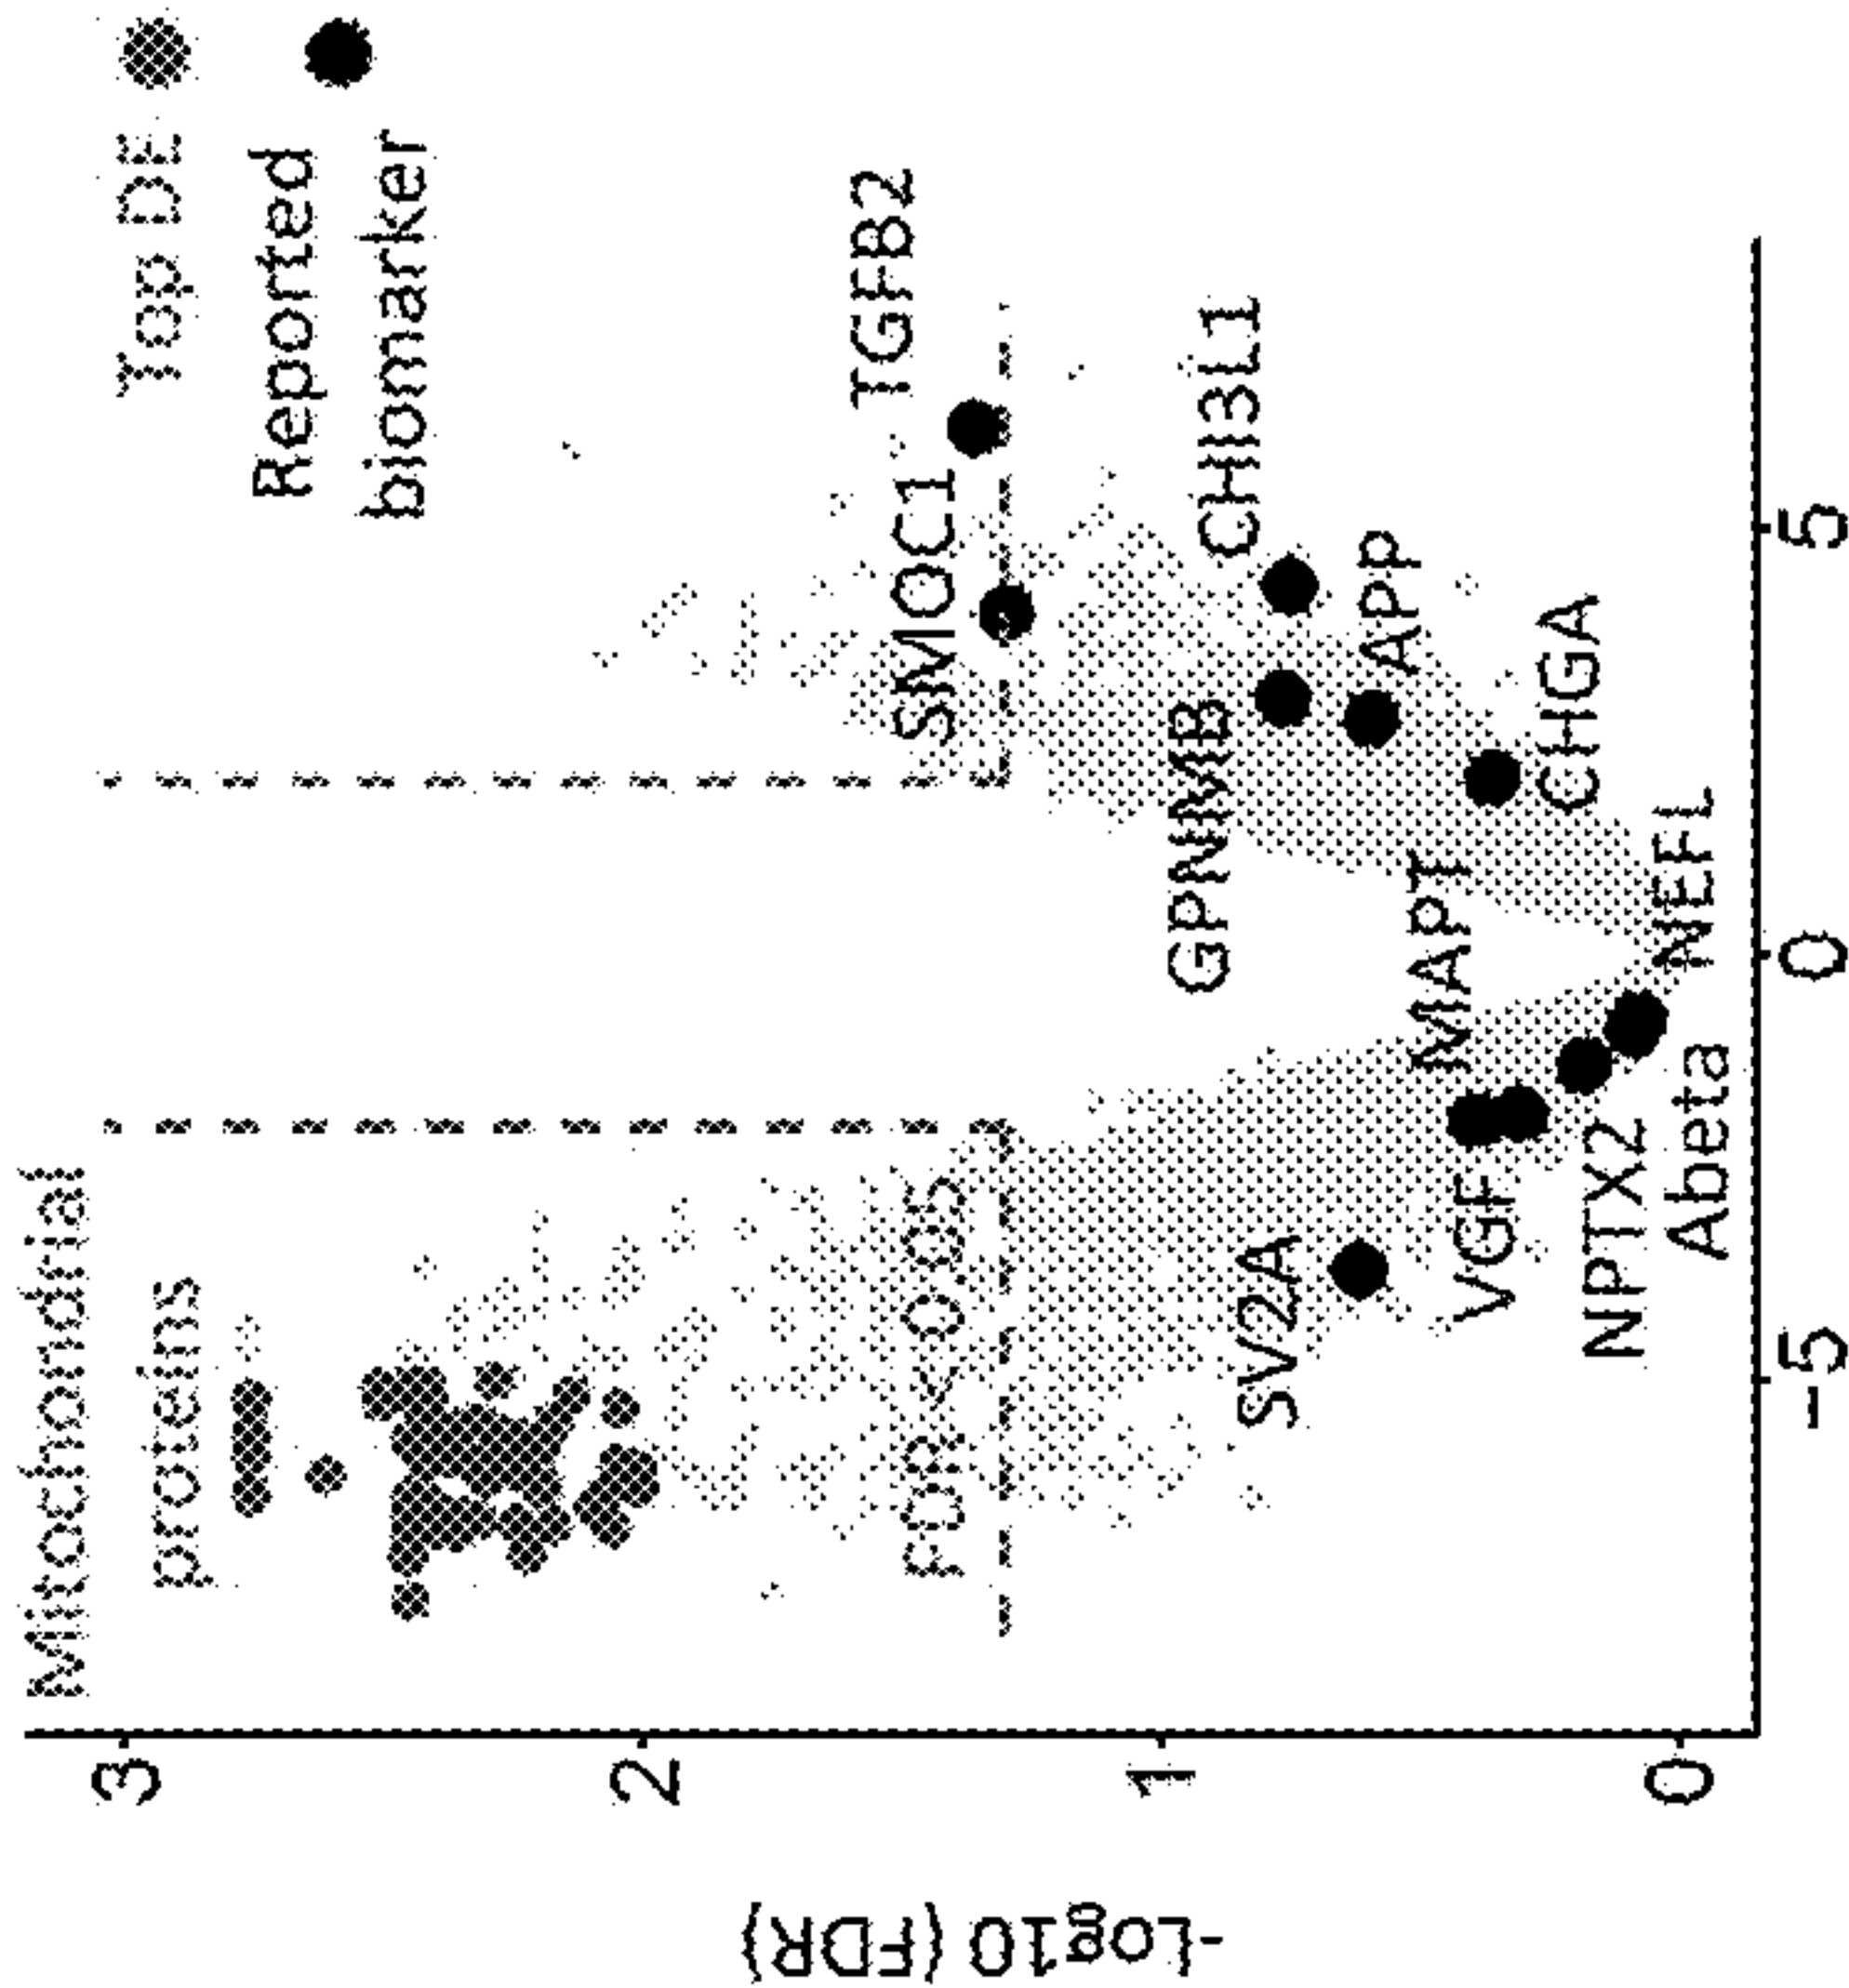 Mitochondrial
proteins
Top DE
Reported
biomarker
TGFB2
SMOC1
FDR < 0.05
CHI3L1
GPNMB
SV2A
APP
MAPT
VGF
CHGA
NPTX2
NEFL
Abeta
3
2
1
0
-5
0
5
-Log10 (FDR)